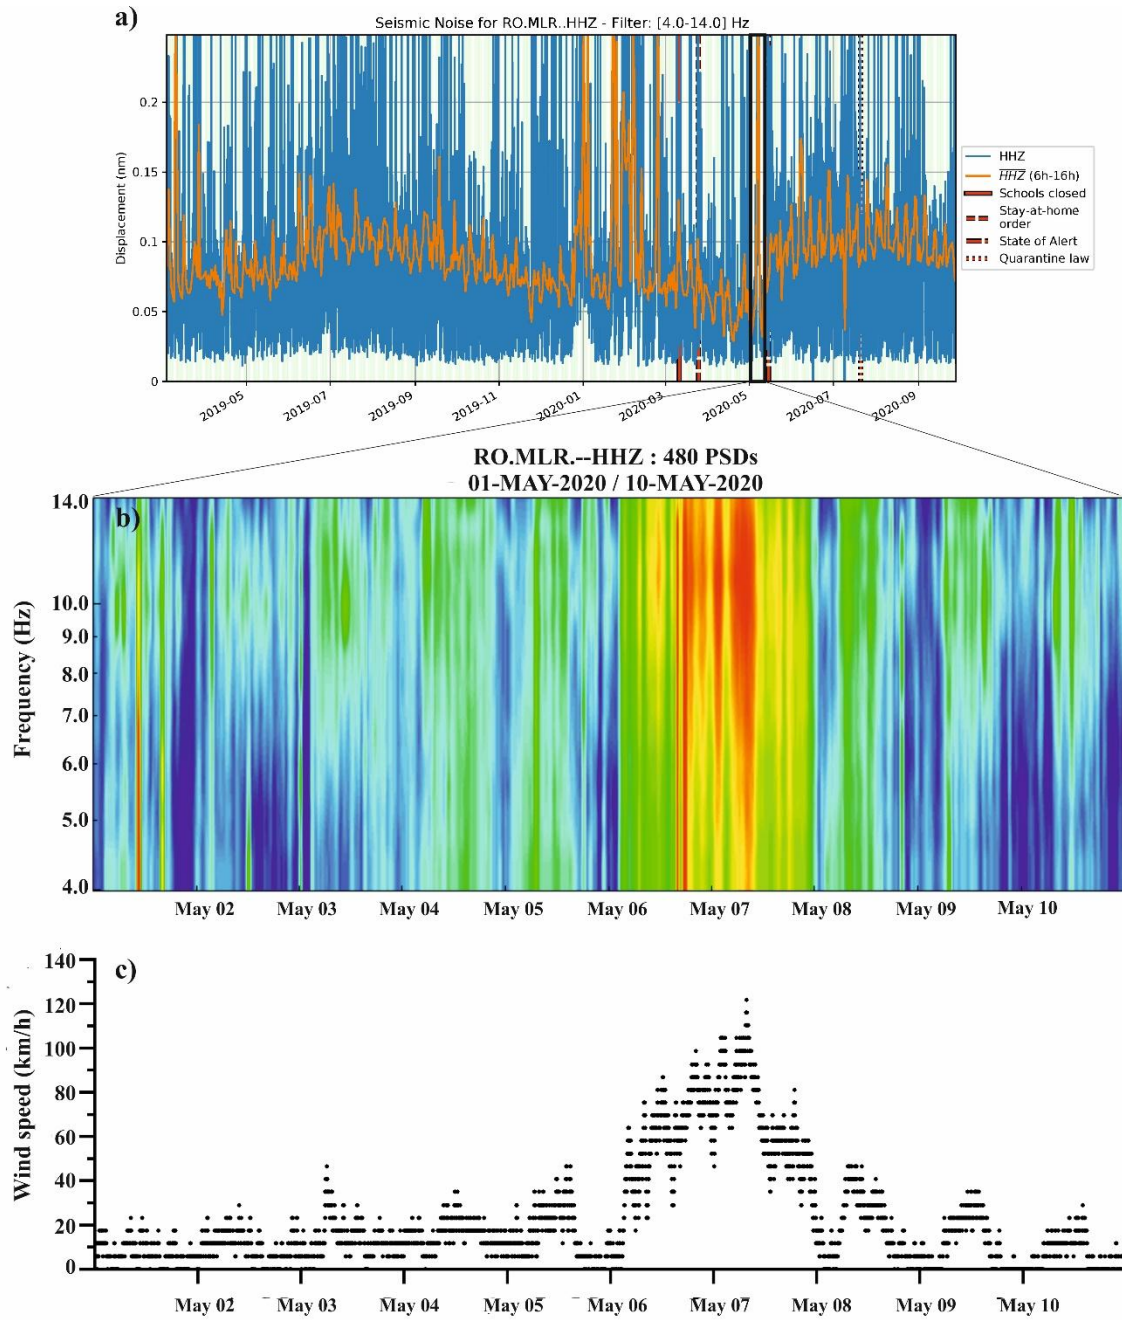 a)
Seismic Noise for RO.MLR..HHZ - Filter: [4.0-14.0] Hz
Displacement (nm)
0.2
0.15
0.1
0.05
0
2019-05
2019-07
2019-09
2019-11
2020-01
2020-03
2020-05
2020-07
2020-09
HHZ
HHZ (6h-16h)
Schools closed
Stay-at-home
order
State of Alert
Quarantine law
RO.MLR.--HHZ : 480 PSDs
01-MAY-2020 / 10-MAY-2020
b)
Frequency (Hz)
14.0
10.0
9.0
8.0
7.0
6.0
5.0
4.0
May 02
May 03
May 04
May 05
May 06
May 07
May 08
May 09
May 10
c)
Wind speed (km/h)
140
120
100
80
60
40
20
0
May 02
May 03
May 04
May 05
May 06
May 07
May 08
May 09
May 10